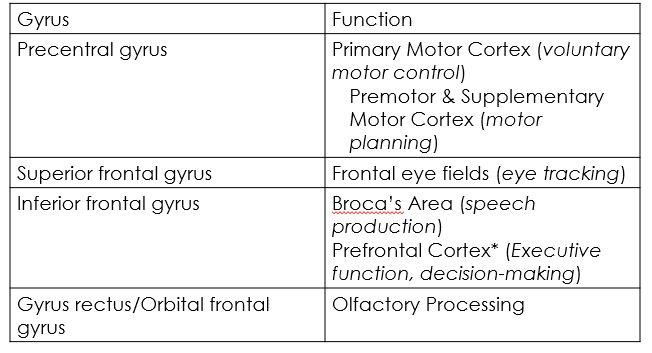 Gyrus
Function
Precentral gyrus
Primary Motor Cortex (voluntary
motor control)
Premotor & Supplementary
Motor Cortex (motor
planning)
Superior frontal gyrus
Frontal eye fields (eye tracking)
Inferior frontal gyrus
Broca's Area (speech
production)
Prefrontal Cortex* (Executive
function, decision-making)
Gyrus rectus/Orbital frontal
gyrus
Olfactory Processing